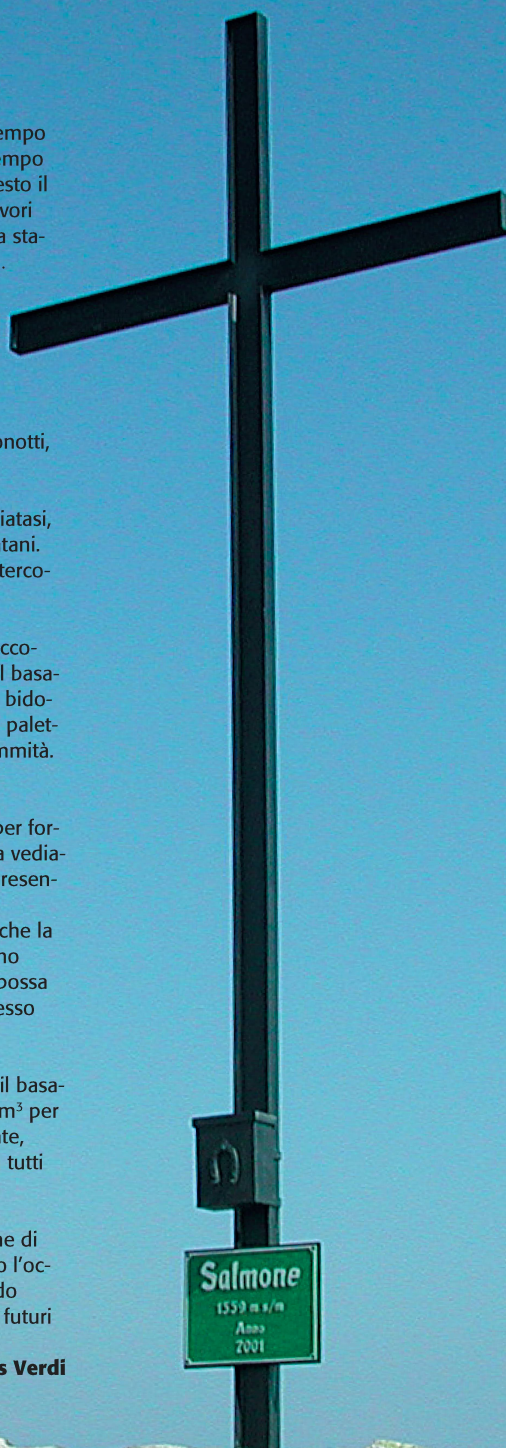 empo
empo
esto il
vori
a sta-
.
onotti,
iatasi,
tani.
terco-
cco-
l basa-
bido-
palet-
mmità.
per for-
a vedia-
resen-
che la
no
possa
esso
il basa-
m³ per
te,
tutti
ne di
o l'oc-
do
futuri
s Verdi
Salmone
1559 m s/m
Anno
2001